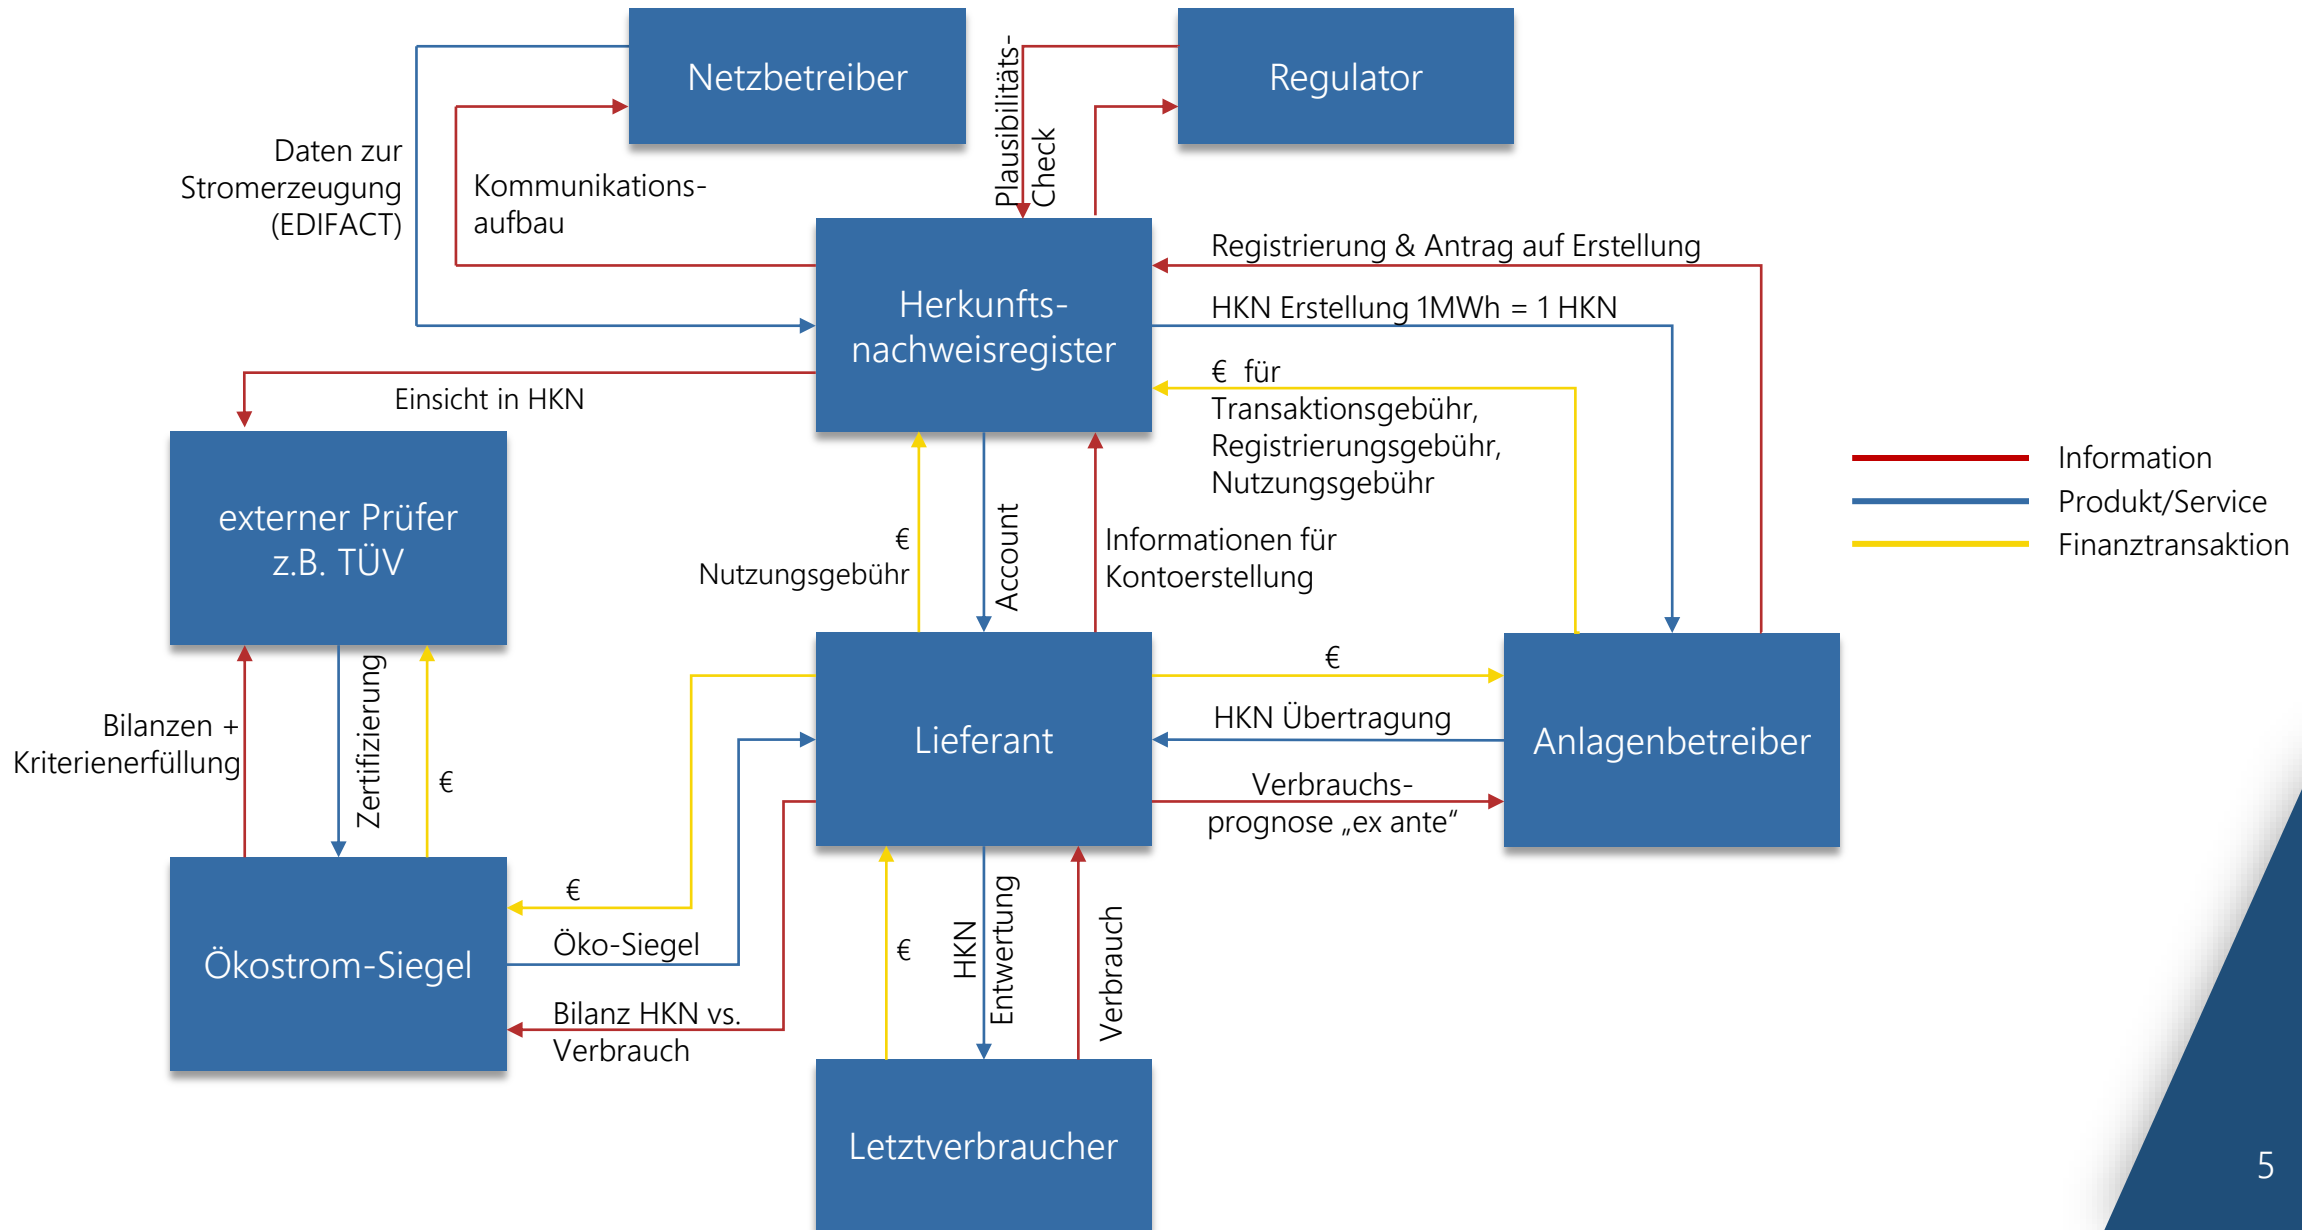 Netzbetreiber
Regulator
Plausibilitäts-
Check
Daten zur
Stromerzeugung
(EDIFACT)
Kommunikations-
aufbau
Registrierung & Antrag auf Erstellung
Herkunfts-
nachweisregister
HKN Erstellung 1MWh = 1 HKN
€ für
Transaktionsgebühr,
Registrierungsgebühr,
Nutzungsgebühr
Einsicht in HKN
Information
Produkt/Service
Finanztransaktion
externer Prüfer
z.B. TÜV
€
Nutzungsgebühr
Account
Informationen für
Kontoerstellung
Bilanzen +
Kriterienerfüllung
Zertifizierung
€
Lieferant
€
HKN Übertragung
Verbrauchs-
prognose „ex ante“
Anlagenbetreiber
Ökostrom-Siegel
€
Öko-Siegel
Bilanz HKN vs.
Verbrauch
€
HKN
Entwertung
Verbrauch
Letztverbraucher
5